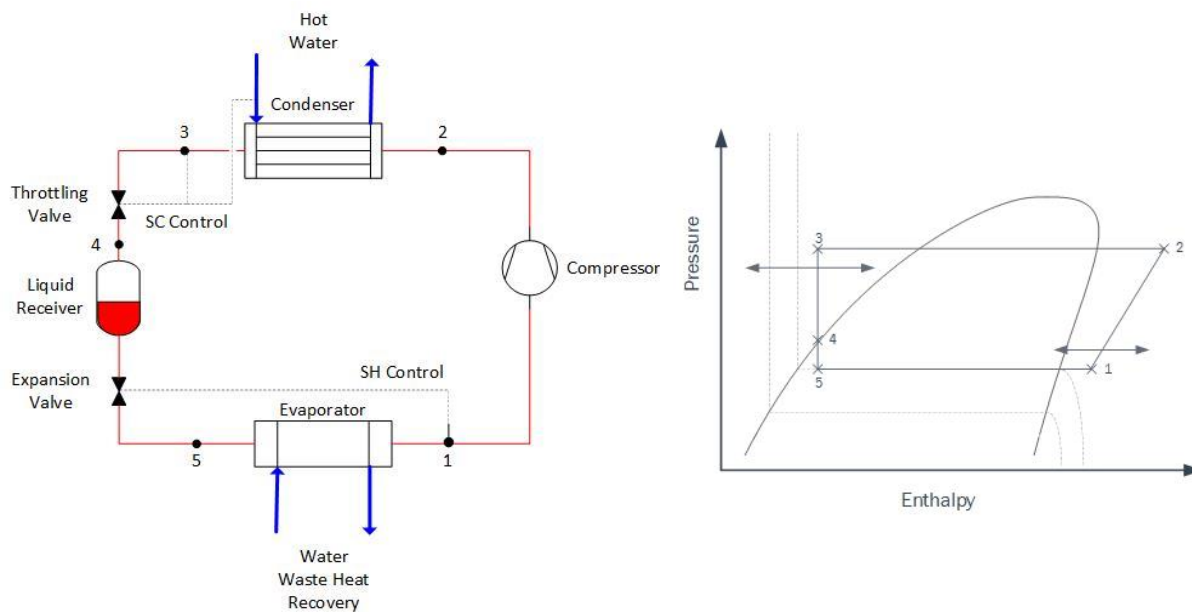 Hot
Water
Condenser
3
2
Throttling
Valve
SC Control
4
Liquid
Receiver
Compressor
Expansion
Valve
SH Control
Evaporator
5
1
Water
Waste Heat
Recovery
Pressure
3
2
4
5
1
Enthalpy